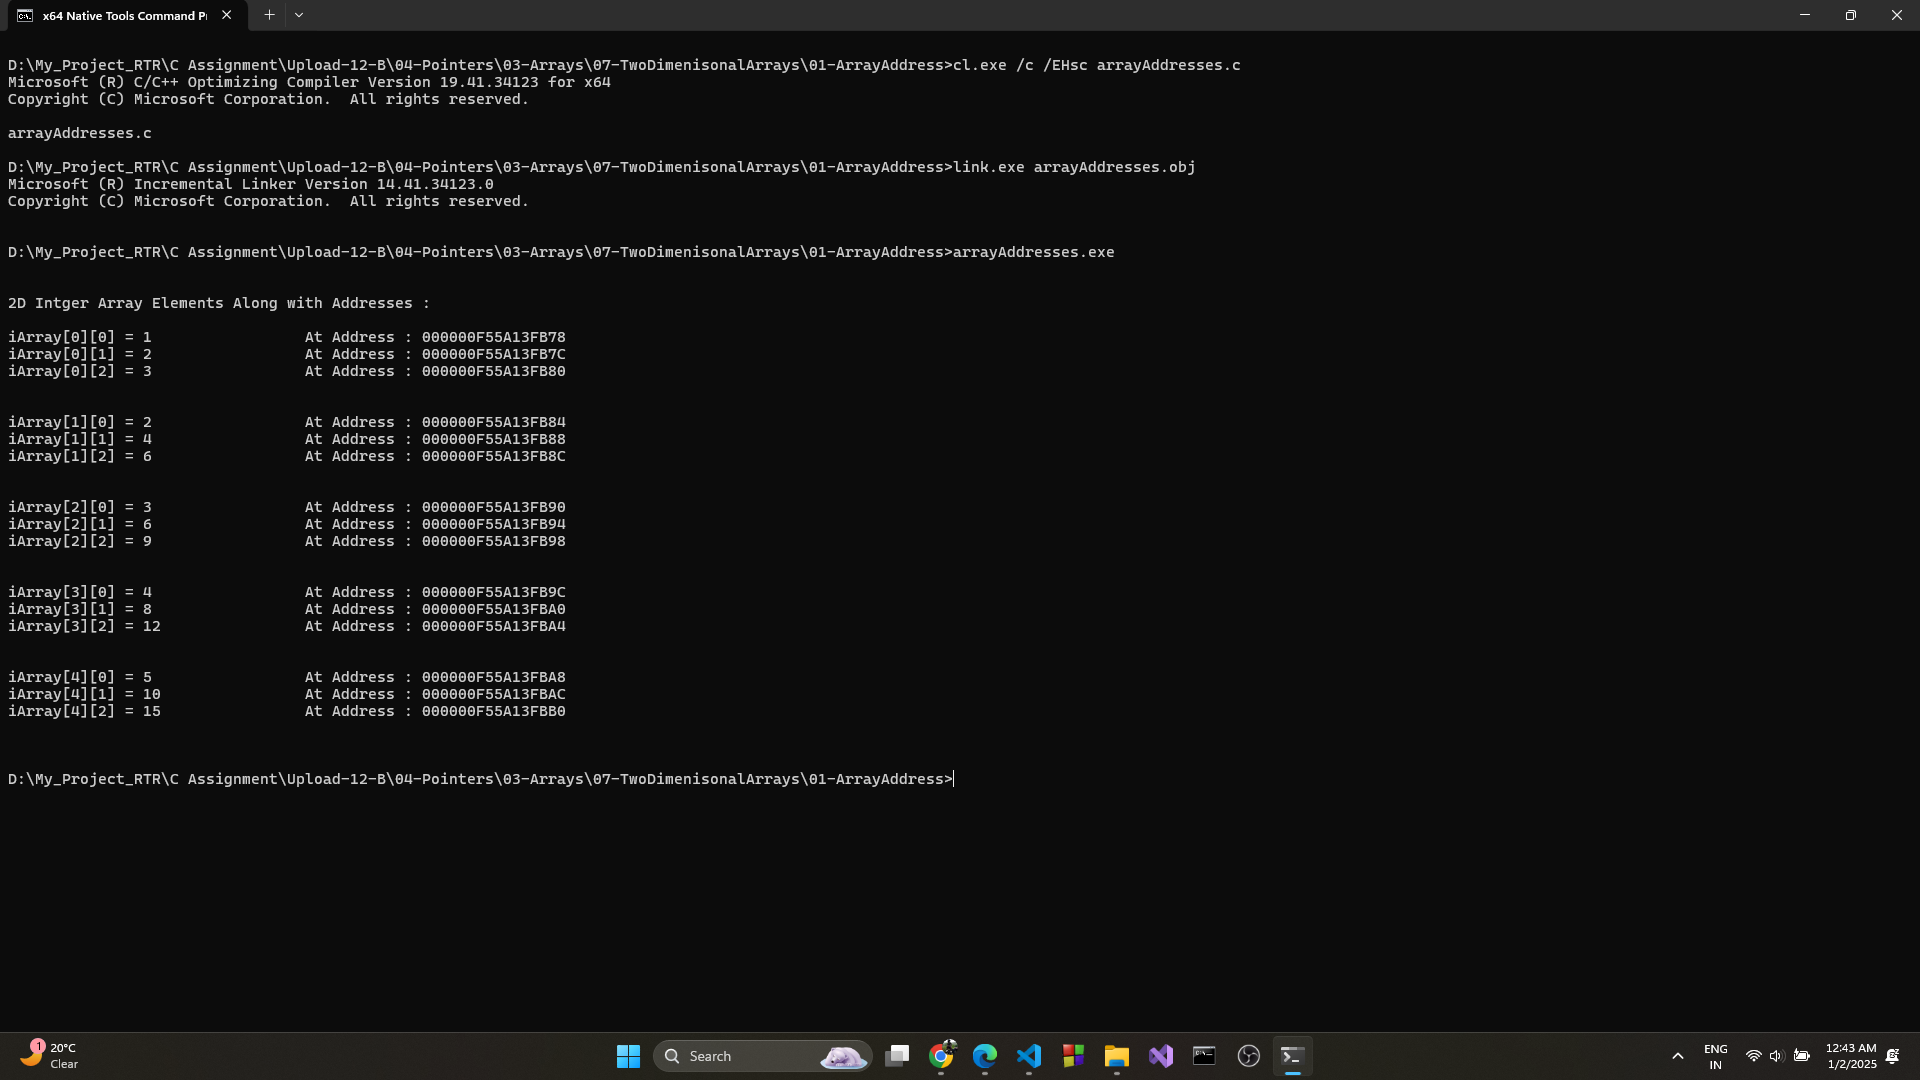 x64 Native Tools Command P
D:\My_Project_RTR\C Assignment\Upload-12-B\04-Pointers\03-Arrays\07-TwoDimenisonalArrays\01-ArrayAddress>cl.exe /c /EHsc arrayAddresses.c
Microsoft (R) C/C++ Optimizing Compiler Version 19.41.34123 for x64
Copyright (C) Microsoft Corporation.  All rights reserved.
arrayAddresses.c
D:\My_Project_RTR\C Assignment\Upload-12-B\04-Pointers\03-Arrays\07-TwoDimenisonalArrays\01-ArrayAddress>link.exe arrayAddresses.obj
Microsoft (R) Incremental Linker Version 14.41.34123.0
Copyright (C) Microsoft Corporation.  All rights reserved.
D:\My_Project_RTR\C Assignment\Upload-12-B\04-Pointers\03-Arrays\07-TwoDimenisonalArrays\01-ArrayAddress>arrayAddresses.exe
2D Intger Array Elements Along with Addresses :
iArray[0][0] = 1                 At Address : 000000F55A13FB78
iArray[0][1] = 2                 At Address : 000000F55A13FB7C
iArray[0][2] = 3                 At Address : 000000F55A13FB80
iArray[1][0] = 2                 At Address : 000000F55A13FB84
iArray[1][1] = 4                 At Address : 000000F55A13FB88
iArray[1][2] = 6                 At Address : 000000F55A13FB8C
iArray[2][0] = 3                 At Address : 000000F55A13FB90
iArray[2][1] = 6                 At Address : 000000F55A13FB94
iArray[2][2] = 9                 At Address : 000000F55A13FB98
iArray[3][0] = 4                 At Address : 000000F55A13FB9C
iArray[3][1] = 8                 At Address : 000000F55A13FBA0
iArray[3][2] = 12                At Address : 000000F55A13FBA4
iArray[4][0] = 5                 At Address : 000000F55A13FBA8
iArray[4][1] = 10                At Address : 000000F55A13FBAC
iArray[4][2] = 15                At Address : 000000F55A13FBB0
D:\My_Project_RTR\C Assignment\Upload-12-B\04-Pointers\03-Arrays\07-TwoDimenisonalArrays\01-ArrayAddress>
1
20°C
Clear
Search
ENG
IN
12:43 AM
1/2/2025